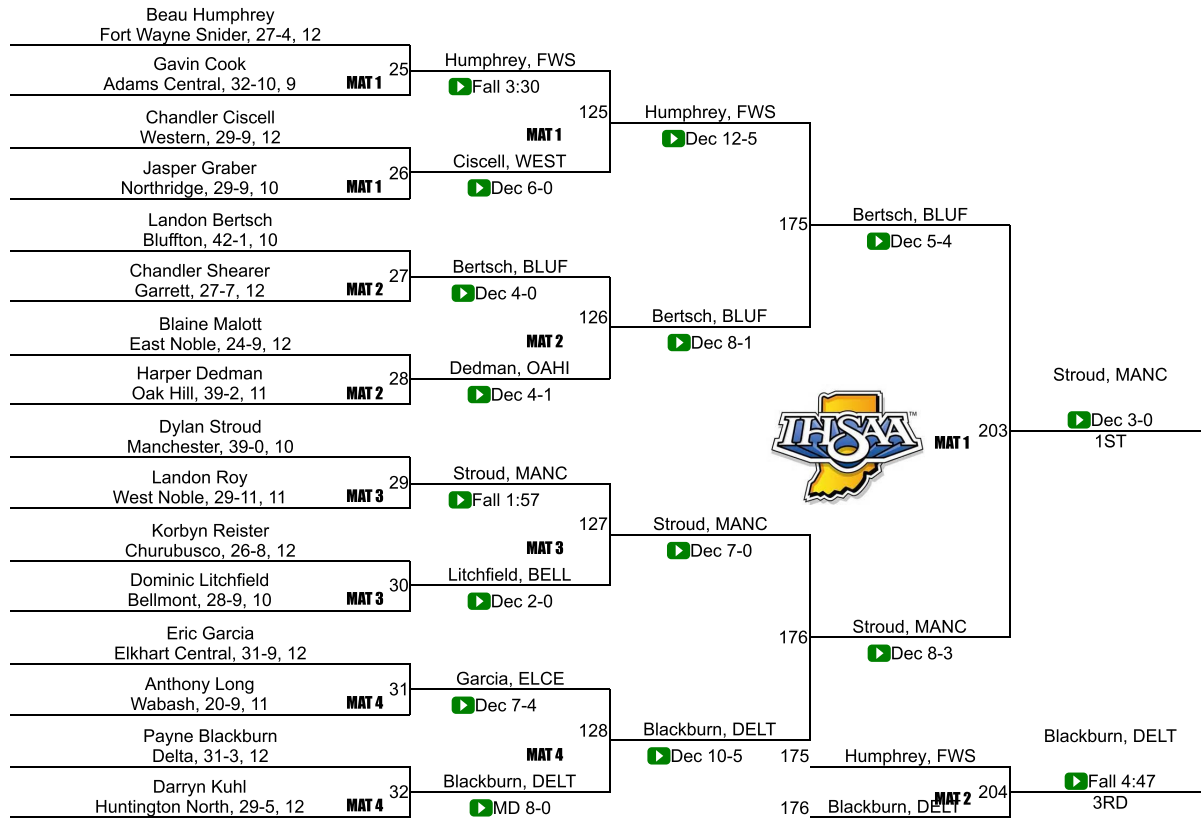 Beau Humphrey
Fort Wayne Snider, 27-4, 12
Gavin Cook
Adams Central, 32-10, 9
MAT 1
25
Humphrey, FWS
Fall 3:30
Chandler Ciscell
Western, 29-9, 12
Jasper Graber
Northridge, 29-9, 10
MAT 1
26
Ciscell, WEST
Dec 6-0
125
MAT 1
Humphrey, FWS
Dec 12-5
Landon Bertsch
Bluffton, 42-1, 10
Chandler Shearer
Garrett, 27-7, 12
MAT 2
27
Bertsch, BLUF
Dec 4-0
Blaine Malott
East Noble, 24-9, 12
Harper Dedman
Oak Hill, 39-2, 11
MAT 2
28
Dedman, OAHI
Dec 4-1
126
MAT 2
Bertsch, BLUF
Dec 8-1
175
Bertsch, BLUF
Dec 5-4
Dylan Stroud
Manchester, 39-0, 10
Landon Roy
West Noble, 29-11, 11
MAT 3
29
Stroud, MANC
Fall 1:57
Korbyn Reister
Churubusco, 26-8, 12
Dominic Litchfield
Bellmont, 28-9, 10
MAT 3
30
Litchfield, BELL
Dec 2-0
127
MAT 3
Stroud, MANC
Dec 7-0
Eric Garcia
Elkhart Central, 31-9, 12
Anthony Long
Wabash, 20-9, 11
MAT 4
31
Garcia, ELCE
Dec 7-4
Payne Blackburn
Delta, 31-3, 12
Darryn Kuhl
Huntington North, 29-5, 12
MAT 4
32
Blackburn, DELT
MD 8-0
128
MAT 4
Blackburn, DELT
Dec 10-5
176
Stroud, MANC
Dec 8-3
IHSAA™
MAT 1
203
Stroud, MANC
Dec 3-0
1ST
175
Humphrey, FWS
176
Blackburn, DELT
MAT 2
204
Blackburn, DELT
Fall 4:47
3RD